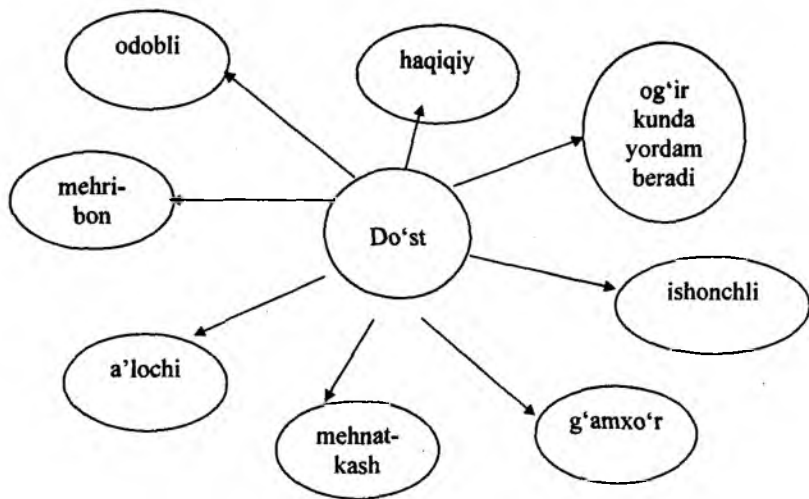 odobli
haqiqiy
og‘ir
kunda
yordam
beradi
mehri-
bon
Do‘st
ishonchli
a’lochi
mehnat-
kash
g‘amxo‘r